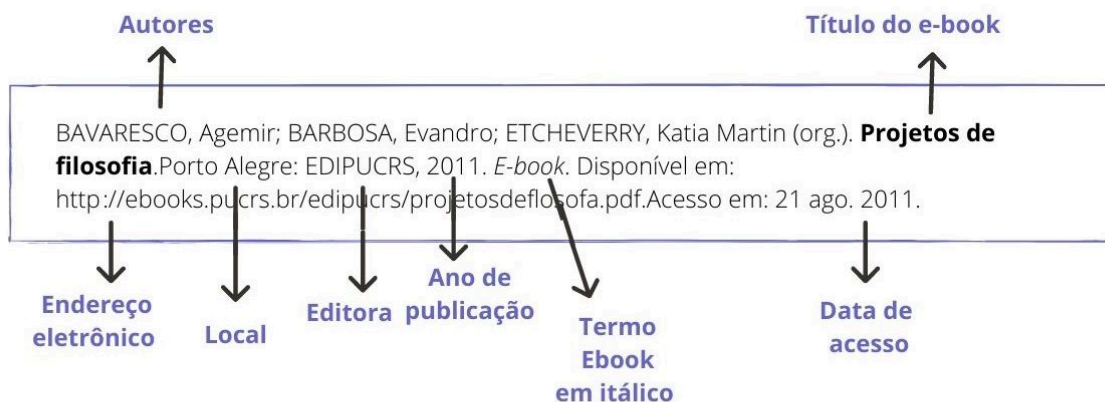 Autores
Título do e-book
BAVARESCO, Agemir; BARBOSA, Evandro; ETCHEVERRY, Katia Martin (org.). Projetos de
filosofia.Porto Alegre: EDIPUCRS, 2011. E-book. Disponível em:
http://ebooks.pucrs.br/edipucrs/projetosdeflosofa.pdf.Acesso em: 21 ago. 2011.
Endereço
eletrônico
Local
Editora
Ano de
publicação
Termo
Ebook
em itálico
Data de
acesso